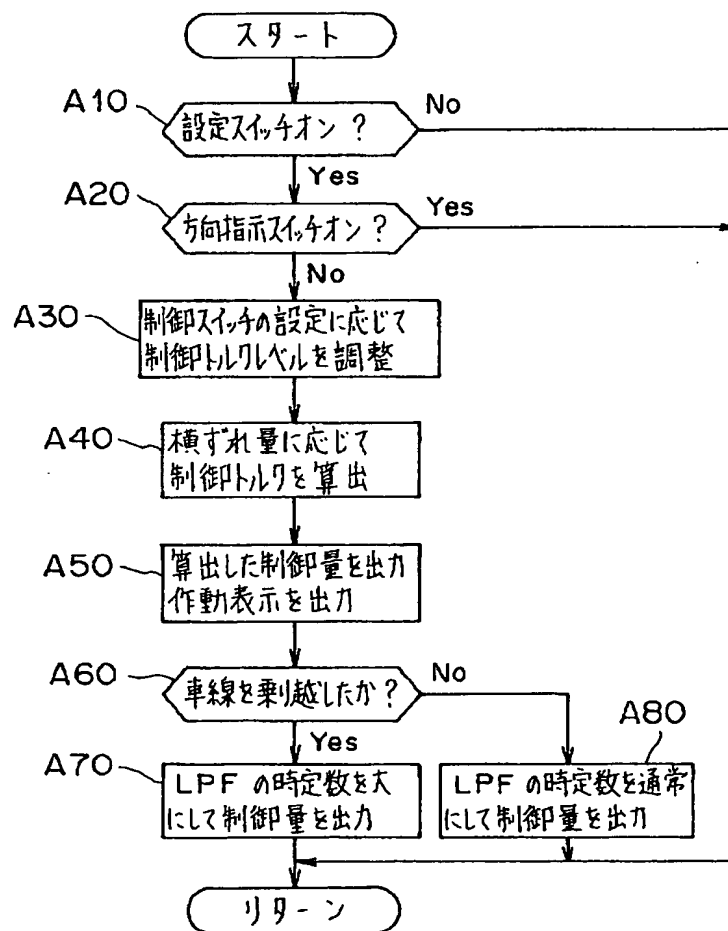 スタート
A10
設定スイッチオン？
No
Yes
A20
方向指示スイッチオン？
Yes
No
A30
制御スイッチの設定に応じて
制御トルクレベルを調整
A40
横ずれ量に応じて
制御トルクを算出
A50
算出した制御量を出力
作動表示を出力
A60
車線を乗り越したか？
No
Yes
A70
LPFの時定数を大
にして制御量を出力
A80
LPFの時定数を通常
にして制御量を出力
リターン